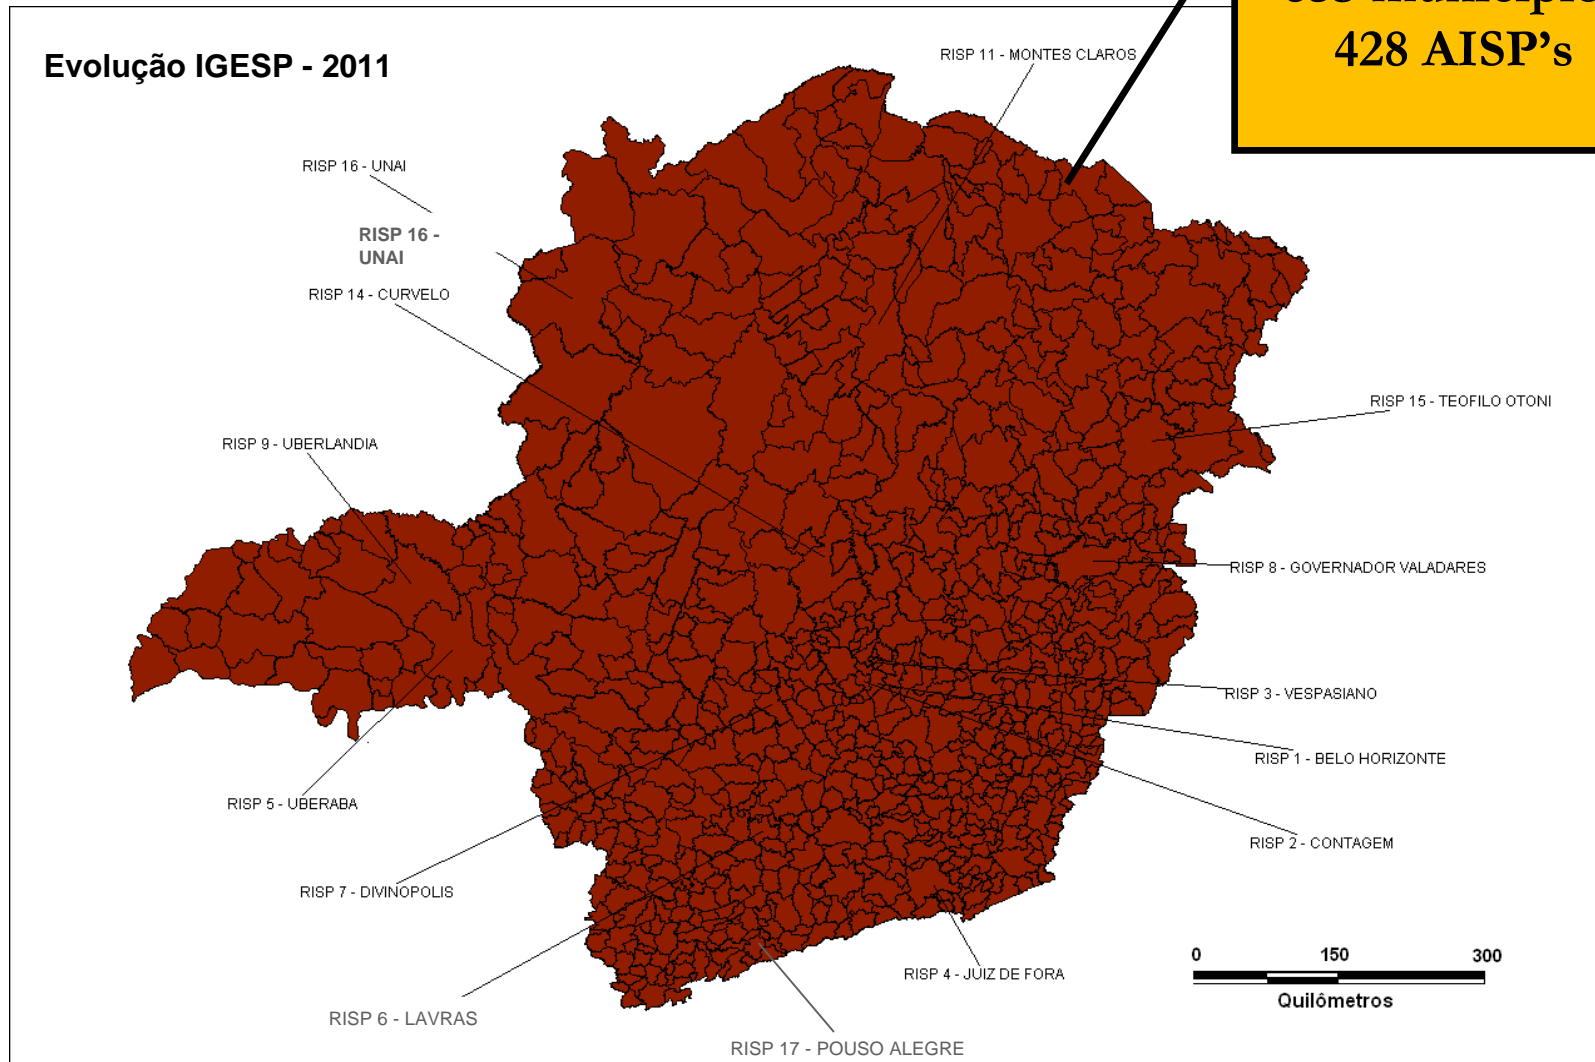 428 AISP’s
Evolução IGESP - 2011
RISP 11 - MONTES CLAROS
RISP 16 - UNAI
RISP 16 -
UNAI
RISP 14 - CURVELO
RISP 15 - TEOFILO OTONI
RISP 9 - UBERLANDIA
RISP 8 - GOVERNADOR VALADARES
RISP 3 - VESPASIANO
RISP 1 - BELO HORIZONTE
RISP 5 - UBERABA
RISP 2 - CONTAGEM
RISP 7 - DIVINOPOLIS
RISP 4 - JUIZ DE FORA
RISP 6 - LAVRAS
RISP 17 - POUSO ALEGRE
0 150 300
Quilômetros